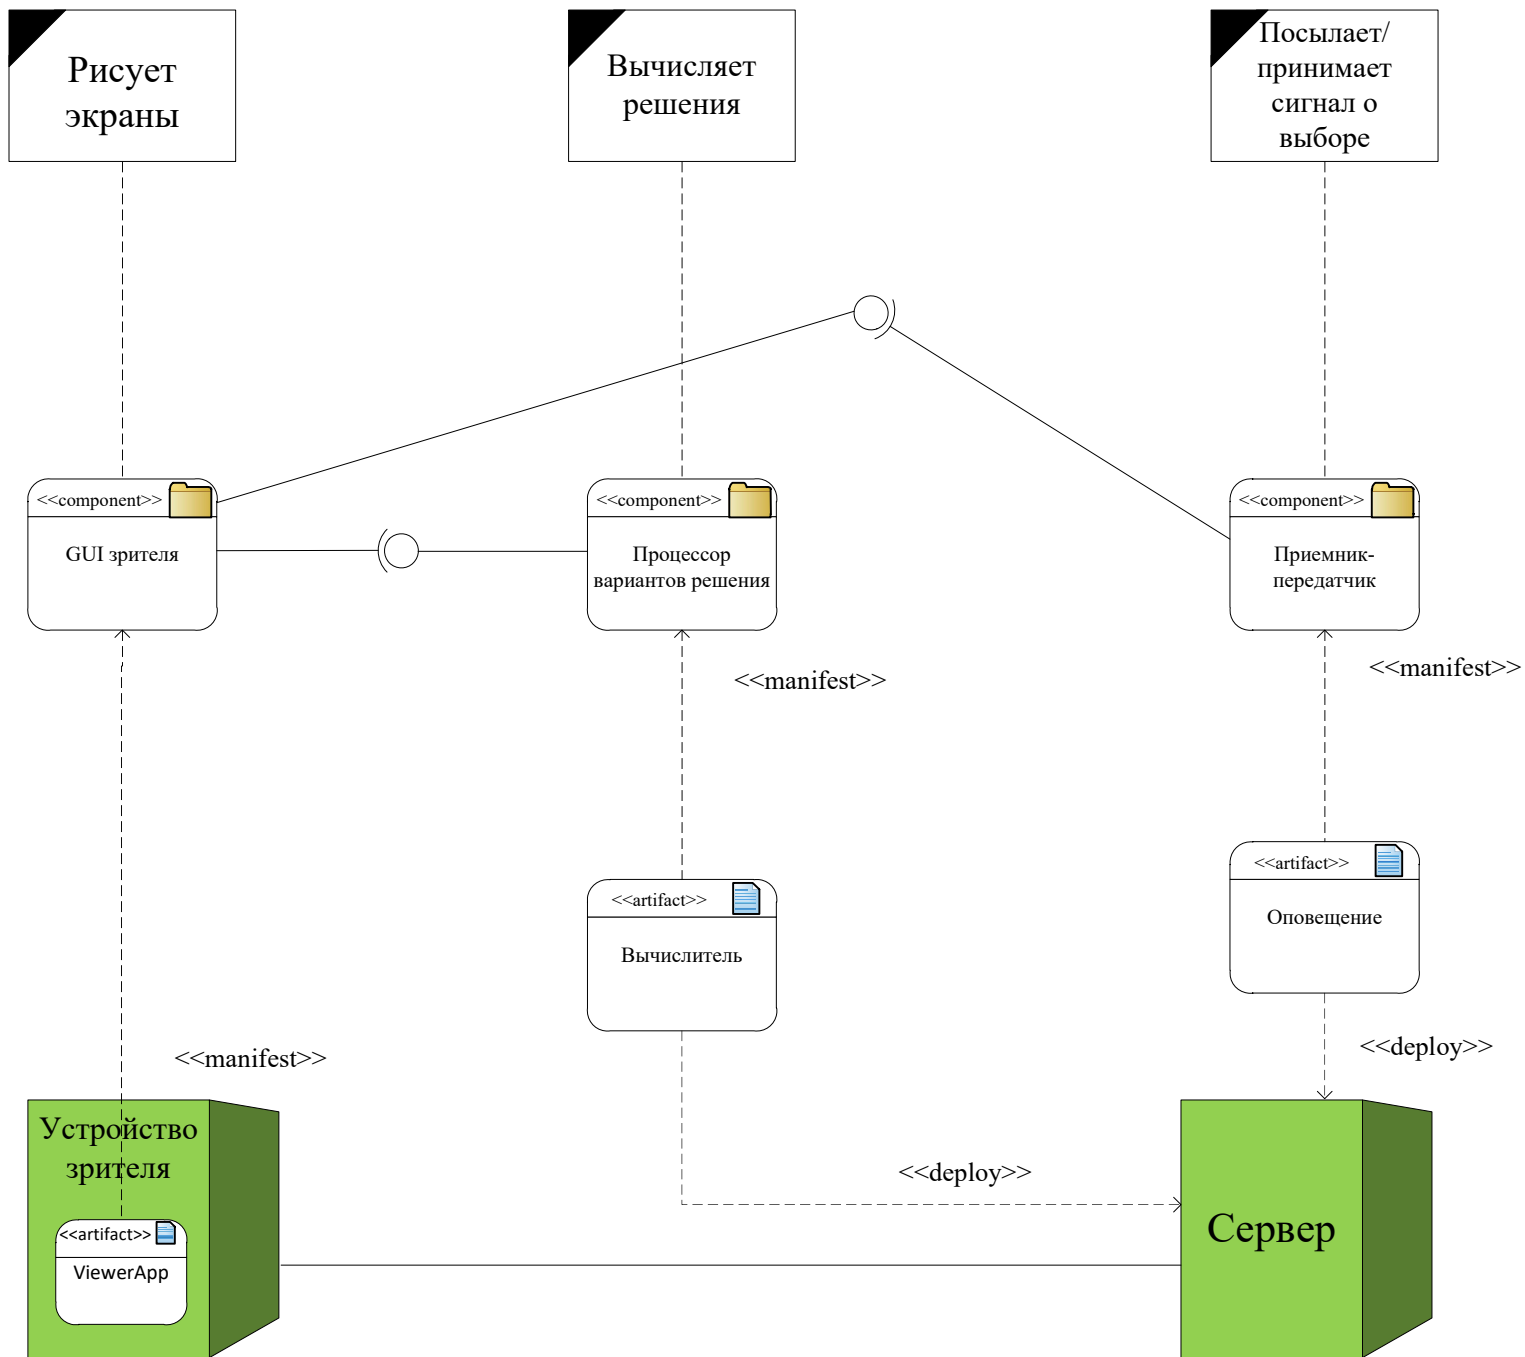 Рисует
экраны
Вычисляет
решения
Посылает/
принимает
сигнал о
выборе
<<component>>
GUI зрителя
<<component>>
Процессор
вариантов решения
<<component>>
Приемник-
передатчик
<<manifest>>
<<manifest>>
<<artifact>>
Вычислитель
<<artifact>>
Оповещение
<<manifest>>
<<deploy>>
Устройство
зрителя
<<deploy>>
<<artifact>>
ViewerApp
Сервер